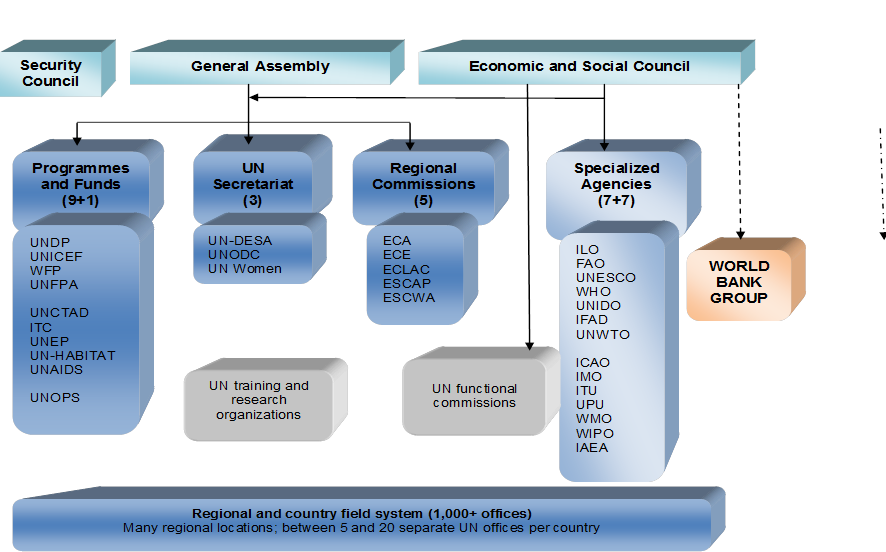 Security
Council
General Assembly
Economic and Social Council
Programmes
and Funds
(9+1)
UN
Secretariat
(3)
Regional
Commissions
(5)
Specialized
Agencies
(7+7)
UNDP
UNICEF
WFP
UNFPA
UNCTAD
ITC
UNEP
UN-HABITAT
UNAIDS
UNOPS
UN-DESA
UNODC
UN Women
ECA
ECE
ECLAC
ESCAP
ESCWA
ILO
FAO
UNESCO
WHO
UNIDO
IFAD
UNWTO
ICAO
IMO
ITU
UPU
WMO
WIPO
IAEA
WORLD
BANK
GROUP
UN training and
research
organizations
UN functional
commissions
Regional and country field system (1,000+ offices)
Many regional locations; between 5 and 20 separate UN offices per country